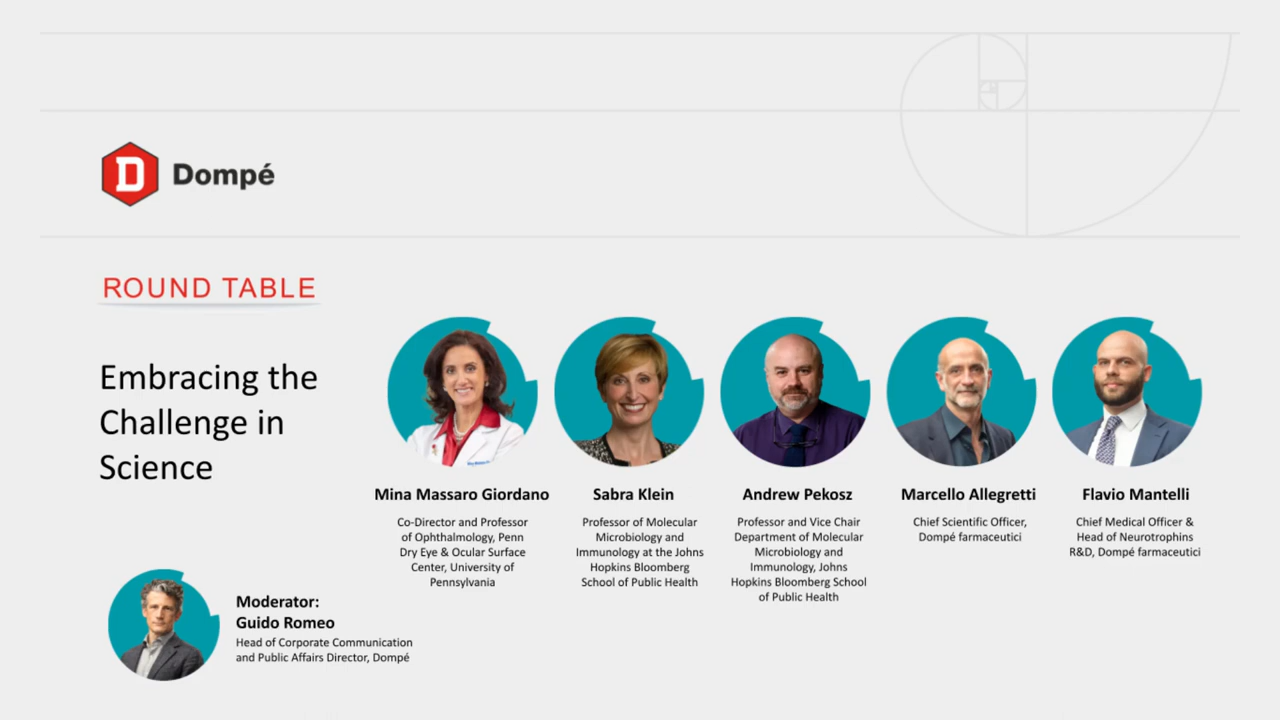 D Dompé
ROUND TABLE
Embracing the
Challenge in
Science
Mina Massaro Giordano
Co-Director and Professor
of Ophthalmology, Penn
Dry Eye & Ocular Surface
Center, University of
Pennsylvania
Sabra Klein
Professor of Molecular
Microbiology and
Immunology at the Johns
Hopkins Bloomberg
School of Public Health
Andrew Pekosz
Professor and Vice Chair
Department of Molecular
Microbiology and
Immunology, Johns
Hopkins Bloomberg School
of Public Health
Marcello Allegretti
Chief Scientific Officer,
Dompé farmaceutici
Flavio Mantelli
Chief Medical Officer &
Head of Neurotrophins
R&D, Dompé farmaceutici
Moderator:
Guido Romeo
Head of Corporate Communication
and Public Affairs Director, Dompé